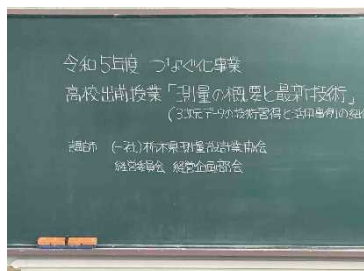 令和5年度 つなぐ化事業
高校出前授業「測量の概要と最新技術」
(3次元データの技術習得と活用事例の紹
講師 (一社)栃木県測量設計業協会
経営委員会 経営企画部会